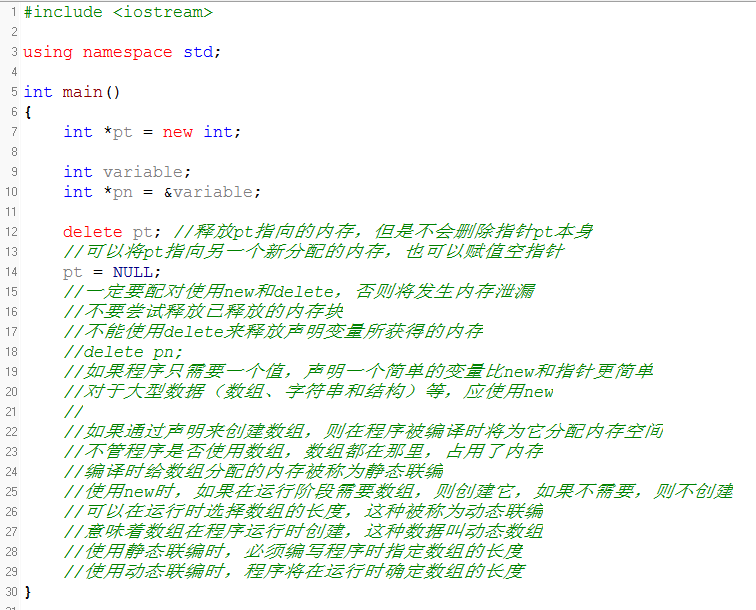 1 #include <iostream>
2
3 using namespace std;
4
5 int main()
6 {
7     int *pt = new int;
8
9     int variable;
10     int *pn = &variable;
11
12     delete pt; //释放pt指向的内存，但是不会删除指针pt本身
13     //可以将pt指向另一个新分配的内存，也可以赋值空指针
14     pt = NULL;
15     //一定要配对使用new和delete，否则将发生内存泄漏
16     //不要尝试释放已释放的内存块
17     //不能使用delete来释放声明变量所获得的内存
18     //delete pn;
19     //如果程序只需要一个值，声明一个简单的变量比new和指针更简单
20     //对于大型数据（数组、字符串和结构）等，应使用new
21     //
22     //如果通过声明来创建数组，则在程序被编译时将为它分配内存空间
23     //不管程序是否使用数组，数组都在那里，占用了内存
24     //编译时给数组分配的内存被称为静态联编
25     //使用new时，如果在运行阶段需要数组，则创建它，如果不需要，则不创建
26     //可以在运行时选择数组的长度，这种被称为动态联编
27     //意味着数组在程序运行时创建，这种数据叫动态数组
28     //使用静态联编时，必须编写程序时指定数组的长度
29     //使用动态联编时，程序将在运行时确定数组的长度
30 }